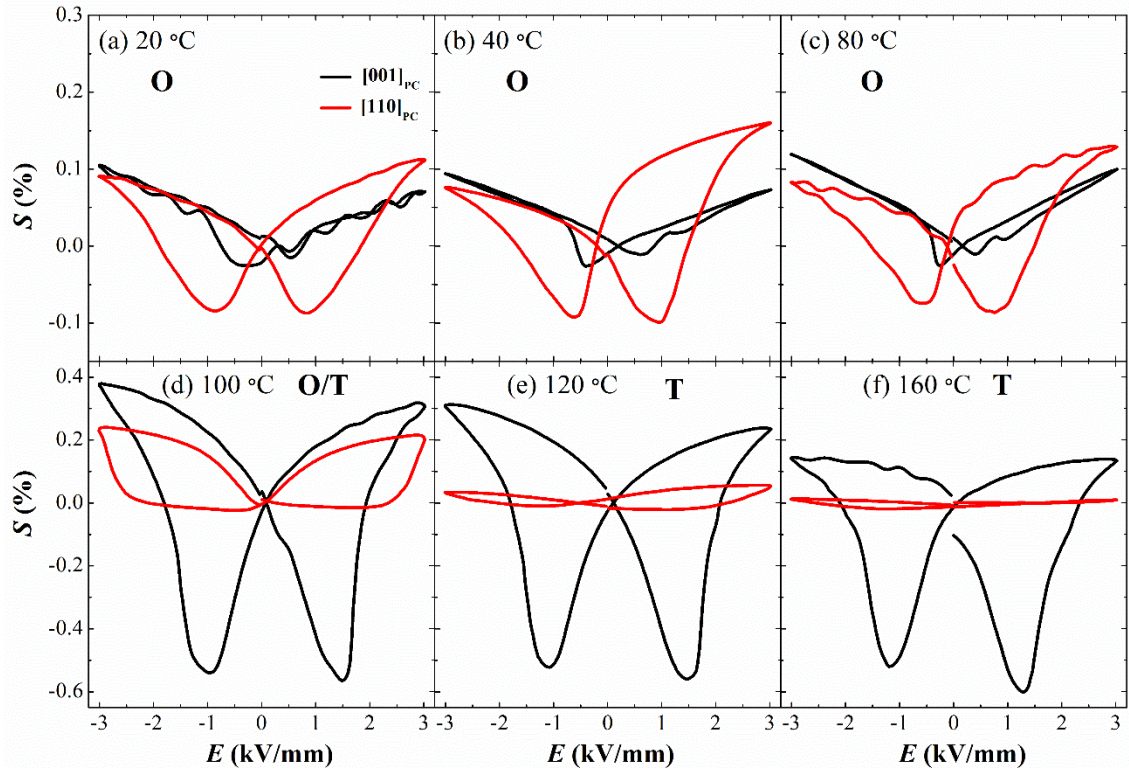 (a) 20 °C
O
[001]PC
[110]PC
(b) 40 °C
O
(c) 80 °C
O
0.3
0.2
0.1
0.0
-0.1
S (%)
(d) 100 °C O/T
(e) 120 °C T
(f) 160 °C T
0.4
0.2
0.0
-0.2
-0.4
-0.6
S (%)
-3 -2 -1 0 1 2 3
-3 -2 -1 0 1 2 3
-3 -2 -1 0 1 2 3
E (kV/mm)
E (kV/mm)
E (kV/mm)